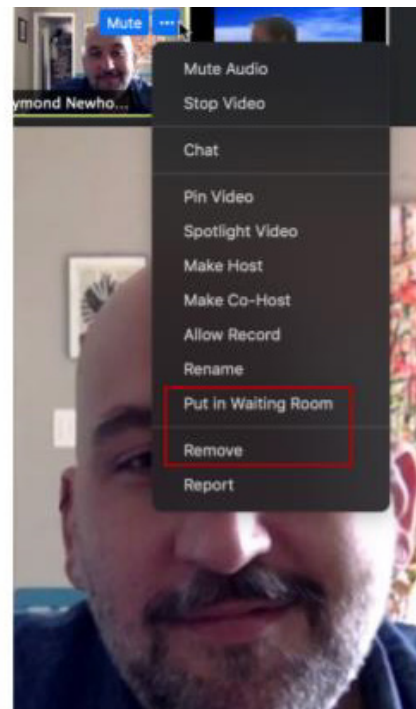 Mute ...
ymond Newho...
Mute Audio
Stop Video
Chat
Pin Video
Spotlight Video
Make Host
Make Co-Host
Allow Record
Rename
Put in Waiting Room
Remove
Report